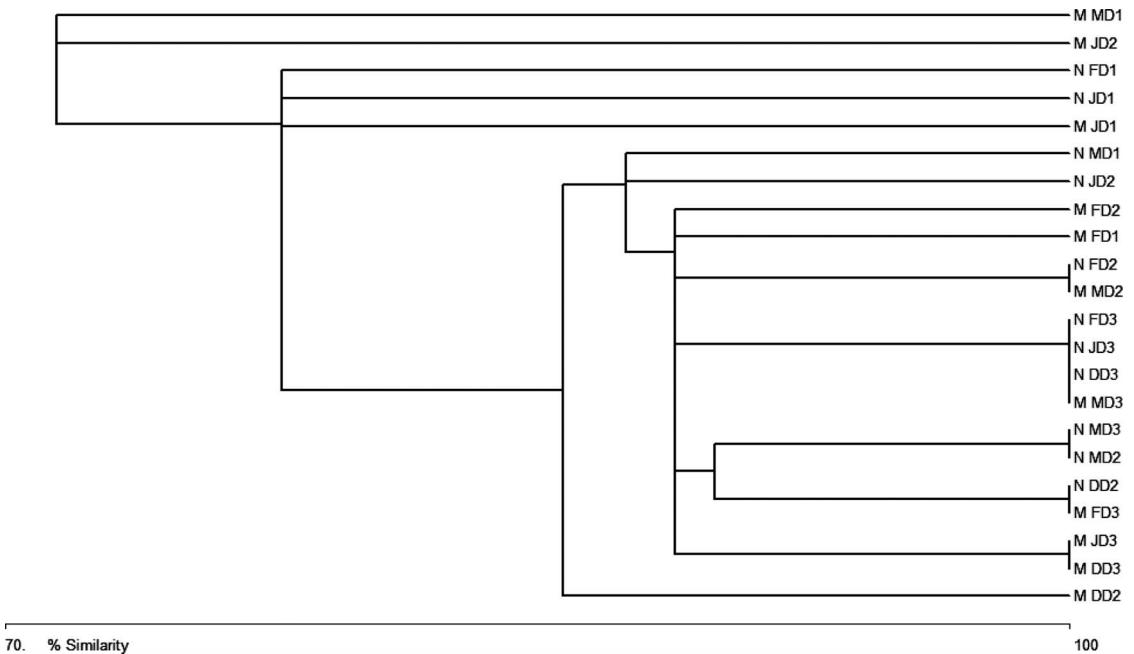 M MD1
M JD2
N FD1
N JD1
M JD1
N MD1
N JD2
M FD2
M FD1
N FD2
M MD2
N FD3
N JD3
N DD3
M MD3
N MD3
N MD2
N DD2
M FD3
M JD3
M DD3
M DD2
70. % Similarity 100